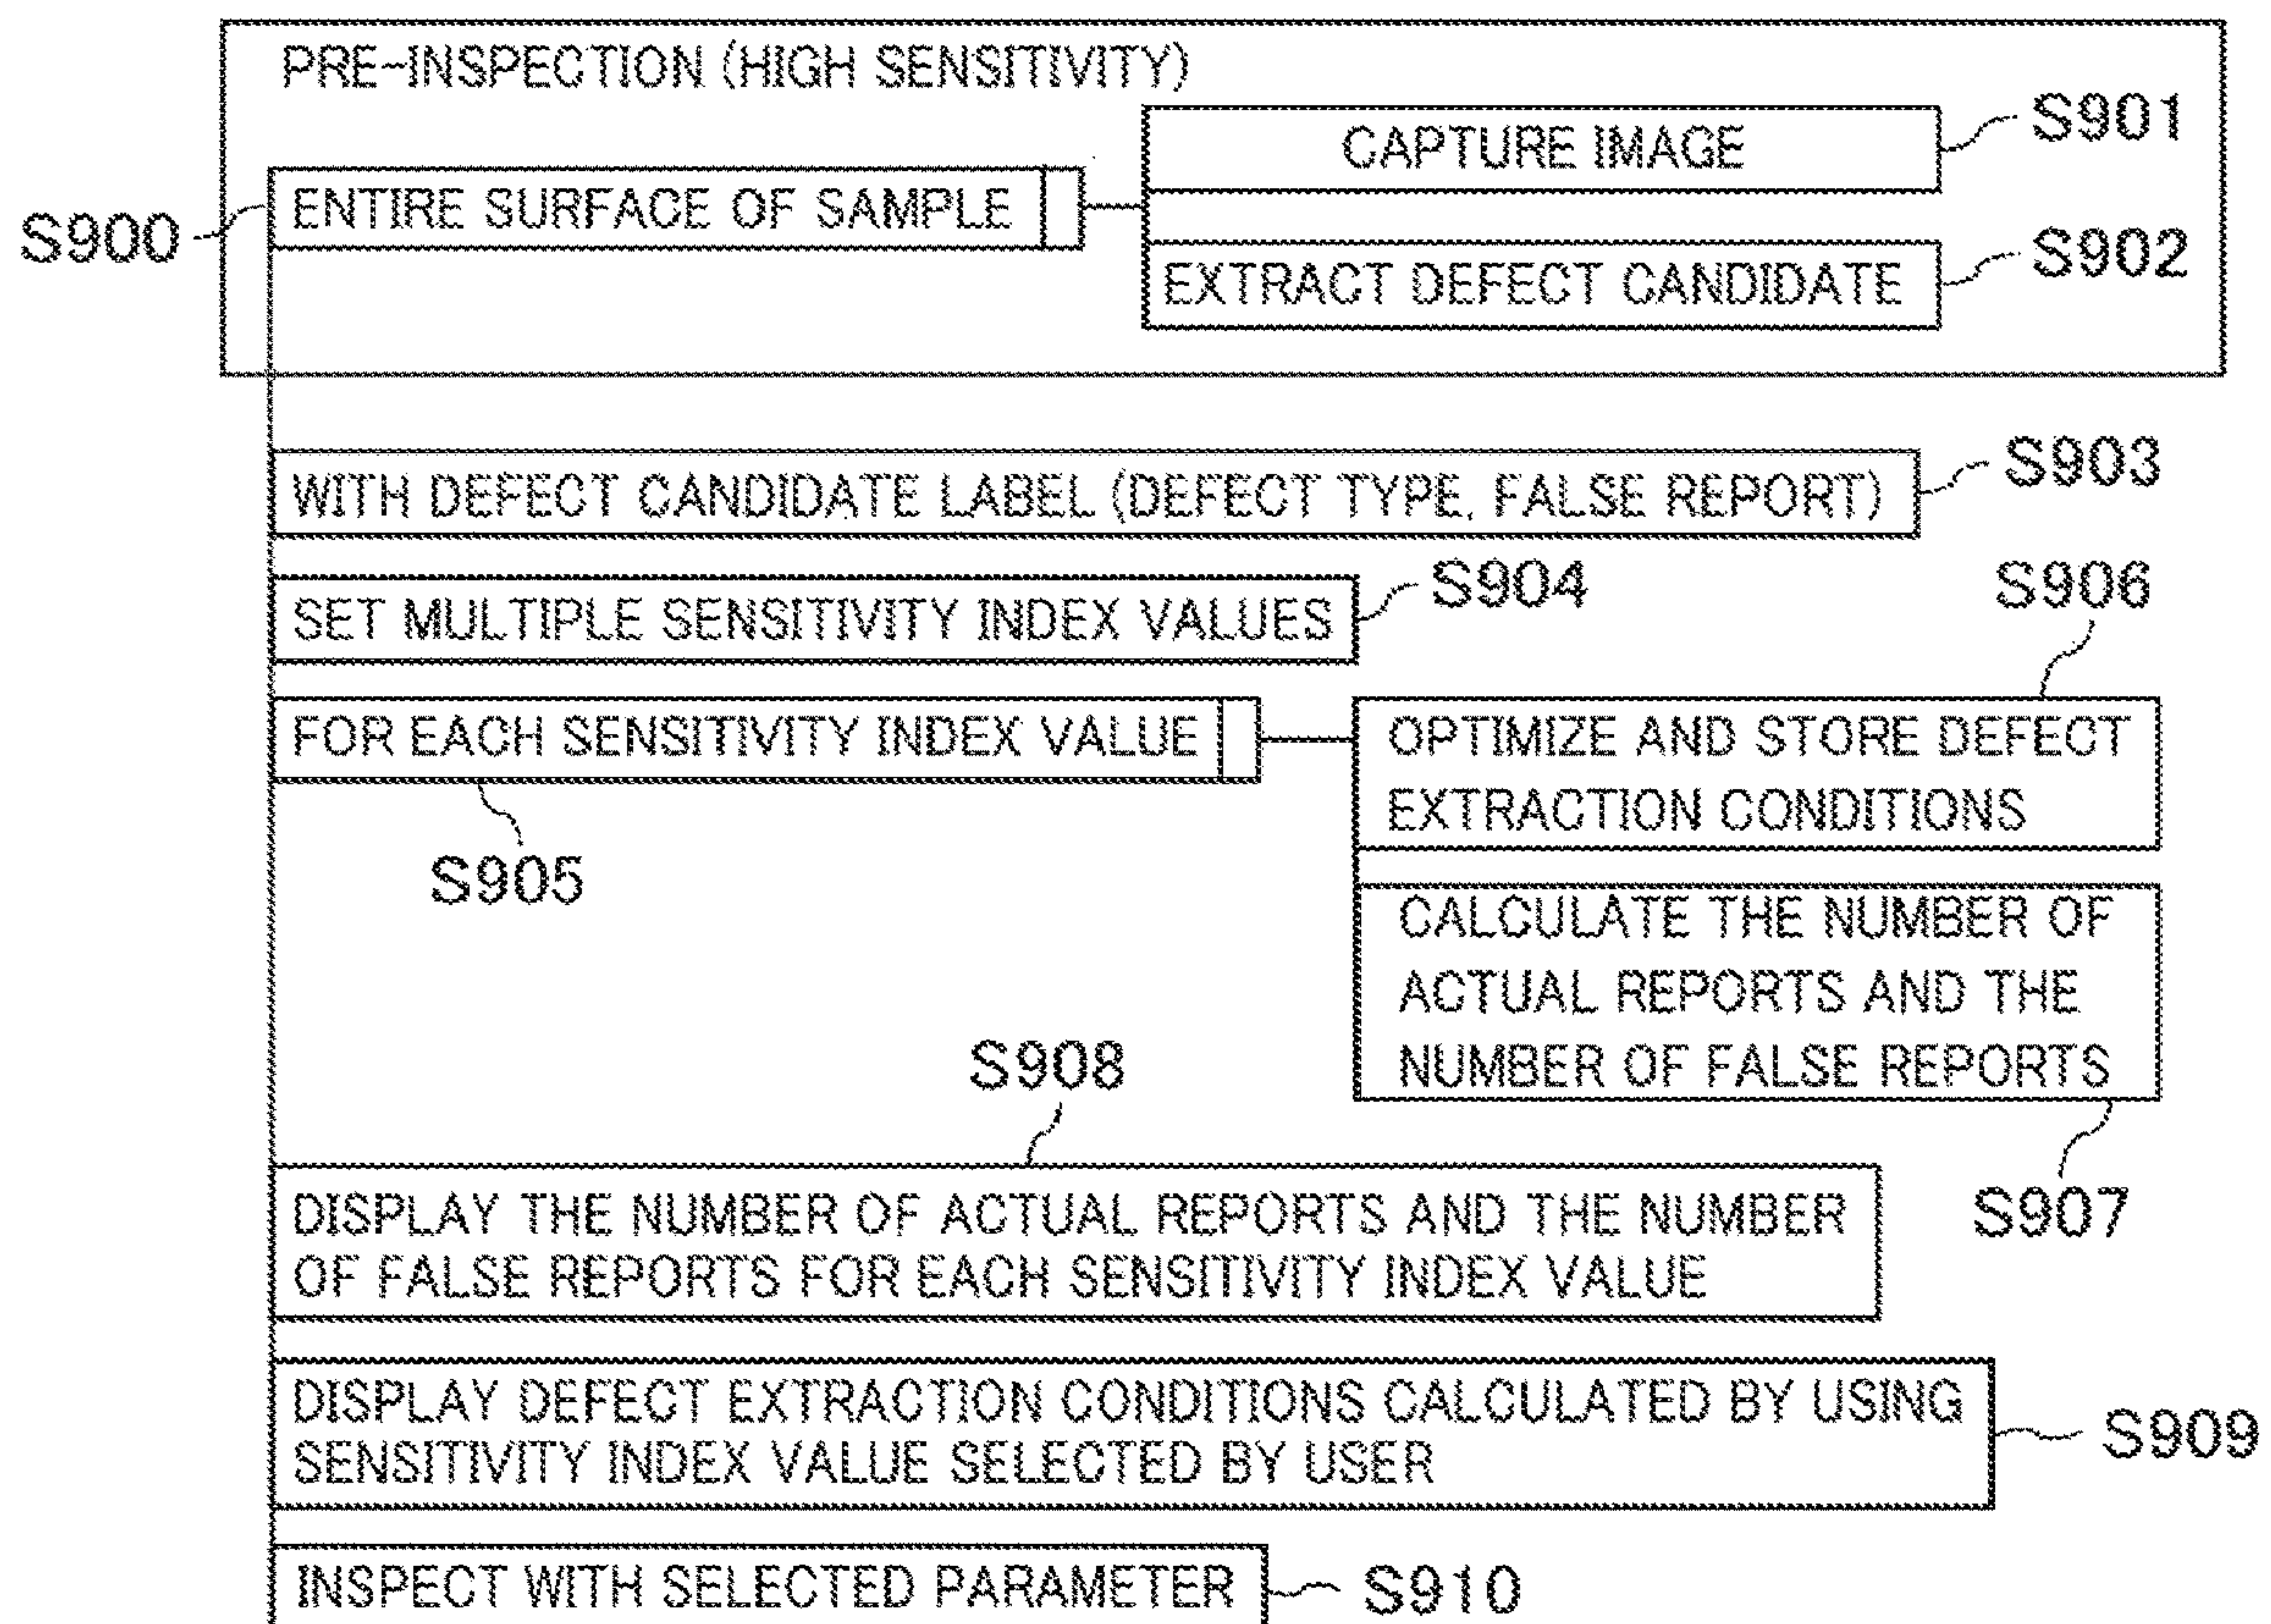 PRE-INSPECTION (HIGH SENSITIVITY)
CAPTURE IMAGE
S901
ENTIRE SURFACE OF SAMPLE
S900
EXTRACT DEFECT CANDIDATE
S902
WITH DEFECT CANDIDATE LABEL (DEFECT TYPE, FALSE REPORT)
S903
SET MULTIPLE SENSITIVITY INDEX VALUES
S904
S906
FOR EACH SENSITIVITY INDEX VALUE
S905
OPTIMIZE AND STORE DEFECT
EXTRACTION CONDITIONS
CALCULATE THE NUMBER OF
ACTUAL REPORTS AND THE
NUMBER OF FALSE REPORTS
S907
S908
DISPLAY THE NUMBER OF ACTUAL REPORTS AND THE NUMBER
OF FALSE REPORTS FOR EACH SENSITIVITY INDEX VALUE
DISPLAY DEFECT EXTRACTION CONDITIONS CALCULATED BY USING
SENSITIVITY INDEX VALUE SELECTED BY USER
S909
INSPECT WITH SELECTED PARAMETER
S910